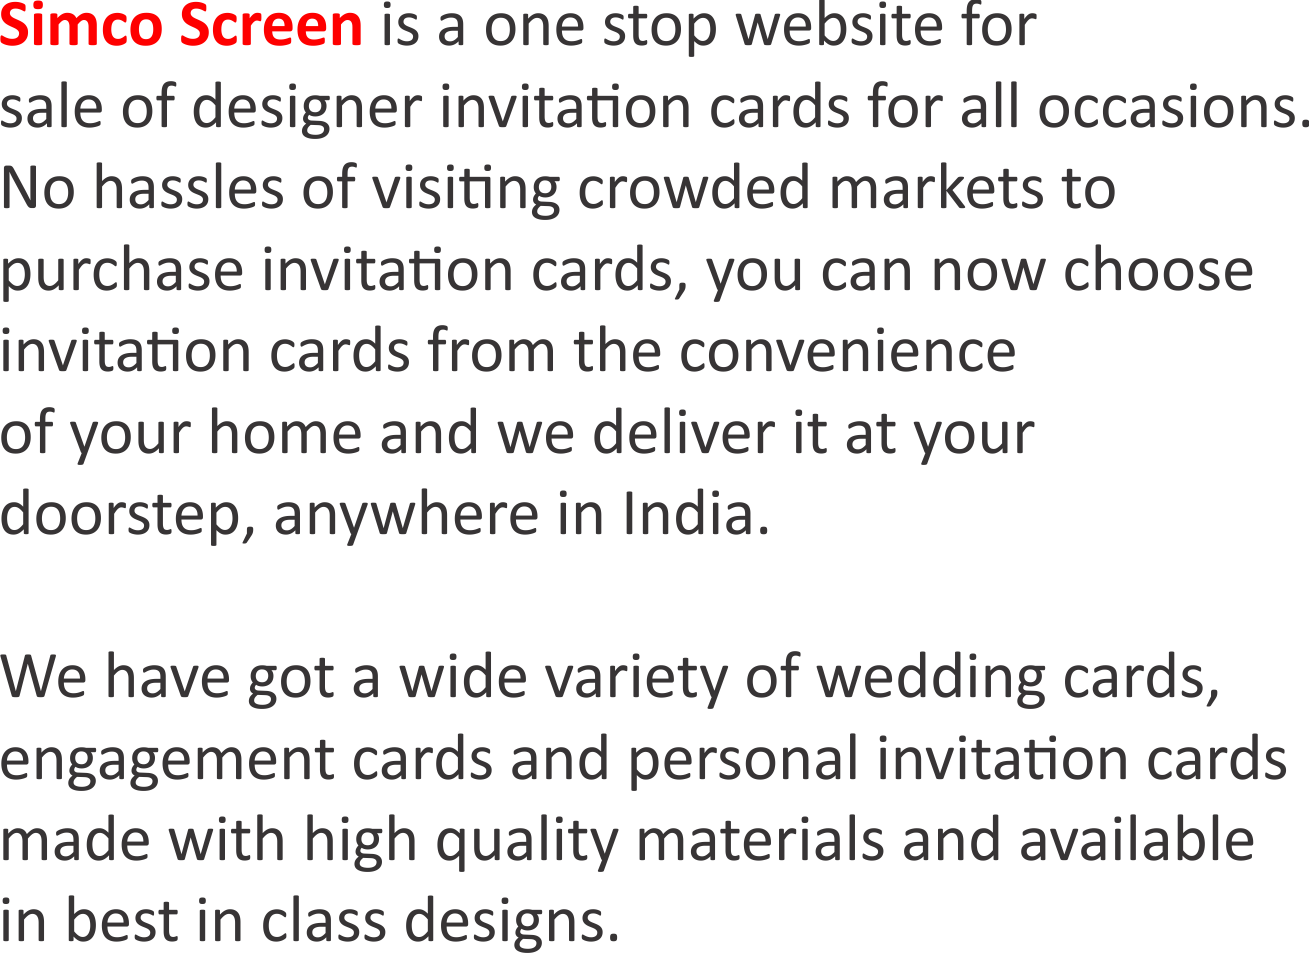 Simco Screen is a one stop website for
sale of designer invitation cards for all occasions.
No hassles of visiting crowded markets to
purchase invitation cards, you can now choose
invitation cards from the convenience
of your home and we deliver it at your
doorstep, anywhere in India.
We have got a wide variety of wedding cards,
engagement cards and personal invitation cards
made with high quality materials and available
in best in class designs.